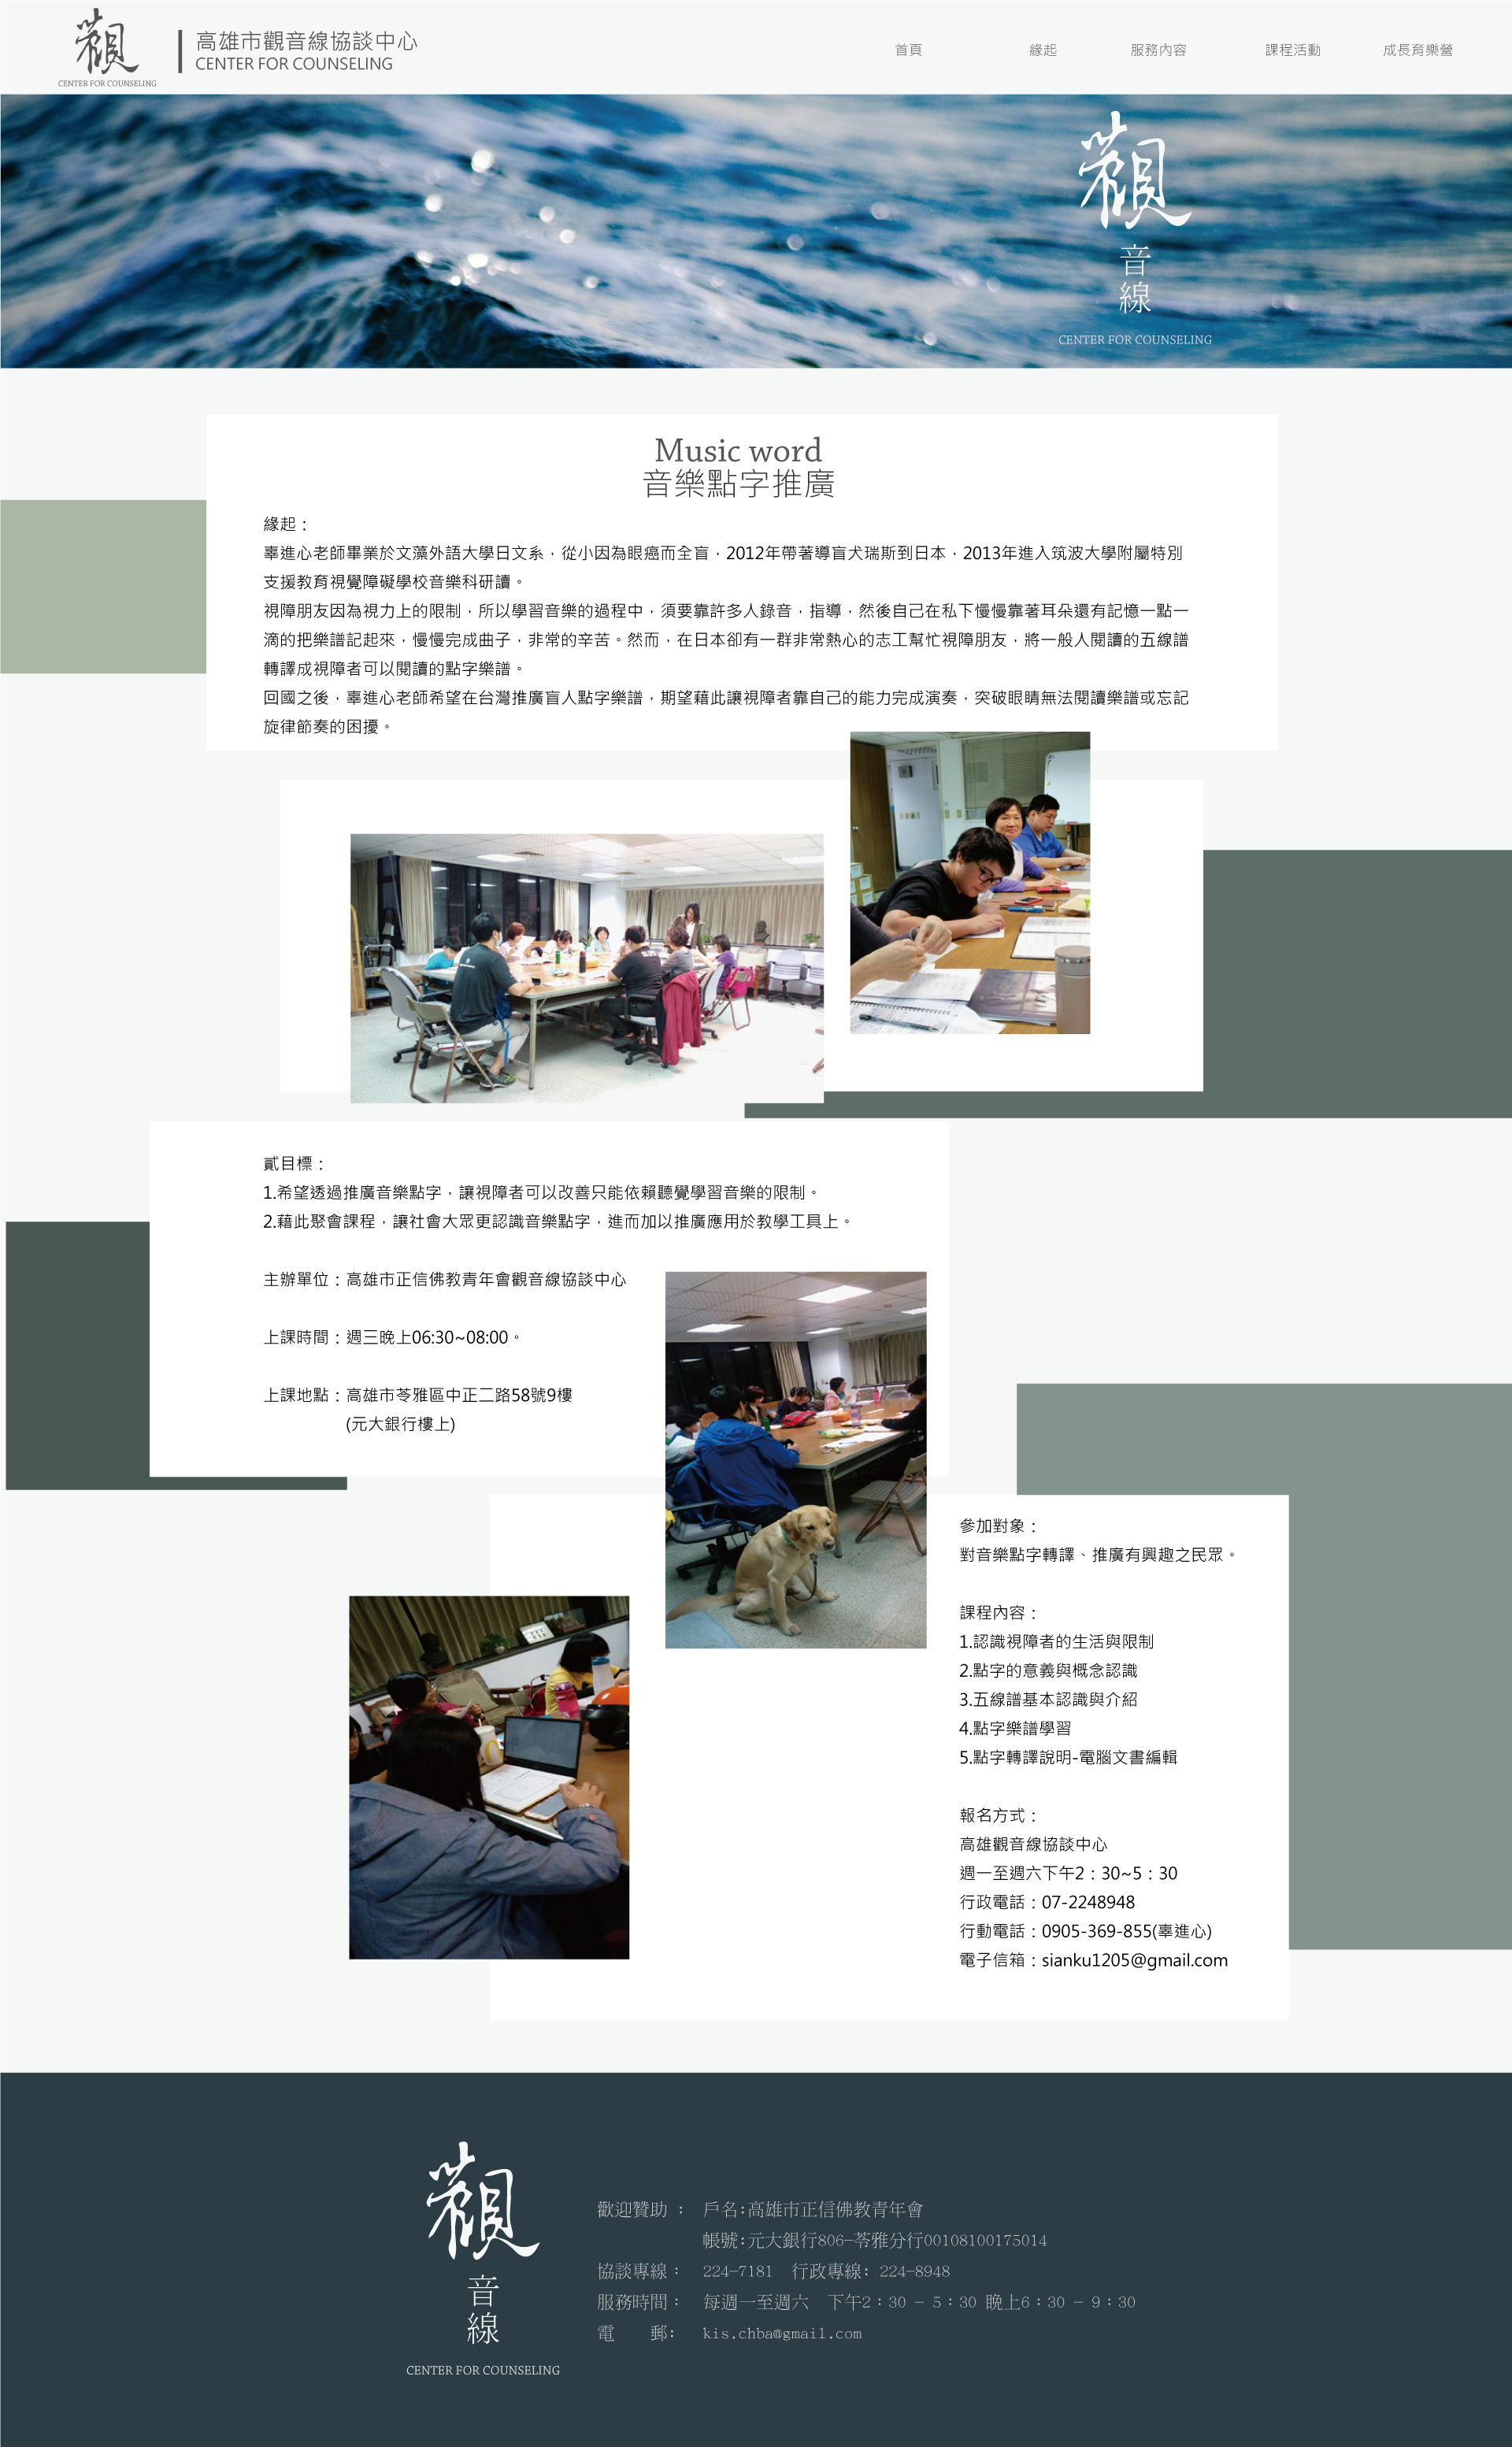 觀
CENTER FOR COUNSELING
高雄市觀音線協談中心
CENTER FOR COUNSELING
首頁 緣起 服務內容 課程活動 成長育樂營
觀
音
線
CENTER FOR COUNSELING
Music word
音樂點字推廣
緣起：
辜進心老師畢業於文藻外語大學日文系，從小因為眼癌而全盲，2012年帶著導盲犬瑞斯到日本，2013年進入筑波大學附屬特別
支援教育視覺障礙學校音樂科研讀。
視障朋友因為視力上的限制，所以學習音樂的過程中，須要靠許多人錄音，指導，然後自己在私下慢慢靠著耳朵還有記憶一點一
滴的把樂譜記起來，慢慢完成曲子，非常的辛苦。然而，在日本卻有一群非常熱心的志工幫忙視障朋友，將一般人閱讀的五線譜
轉譯成視障者可以閱讀的點字樂譜。
回國之後，辜進心老師希望在台灣推廣盲人點字樂譜，期望藉此讓視障者靠自己的能力完成演奏，突破眼睛無法閱讀樂譜或忘記
旋律節奏的困擾。
貳目標：
1.希望透過推廣音樂點字，讓視障者可以改善只能依賴聽覺學習音樂的限制。
2.藉此聚會課程，讓社會大眾更認識音樂點字，進而加以推廣應用於教學工具上。
主辦單位：高雄市正信佛教青年會觀音線協談中心
上課時間：週三晚上06:30~08:00。
上課地點：高雄市苓雅區中正二路58號9樓
(元大銀行樓上)
參加對象：
對音樂點字轉譯、推廣有興趣之民眾。
課程內容：
1.認識視障者的生活與限制
2.點字的意義與概念認識
3.五線譜基本認識與介紹
4.點字樂譜學習
5.點字轉譯說明-電腦文書編輯
報名方式：
高雄觀音線協談中心
週一至週六下午2：30~5：30
行政電話：07-2248948
行動電話：0905-369-855(辜進心)
電子信箱：sianku1205@gmail.com
觀
音
線
CENTER FOR COUNSELING
歡迎贊助 ： 戶名:高雄市正信佛教青年會
帳號:元大銀行806-苓雅分行00108100175014
協談專線： 224-7181 行政專線: 224-8948
服務時間： 每週一至週六 下午2：30 - 5：30 晚上6：30 - 9：30
電 郵: kis.chba@gmail.com